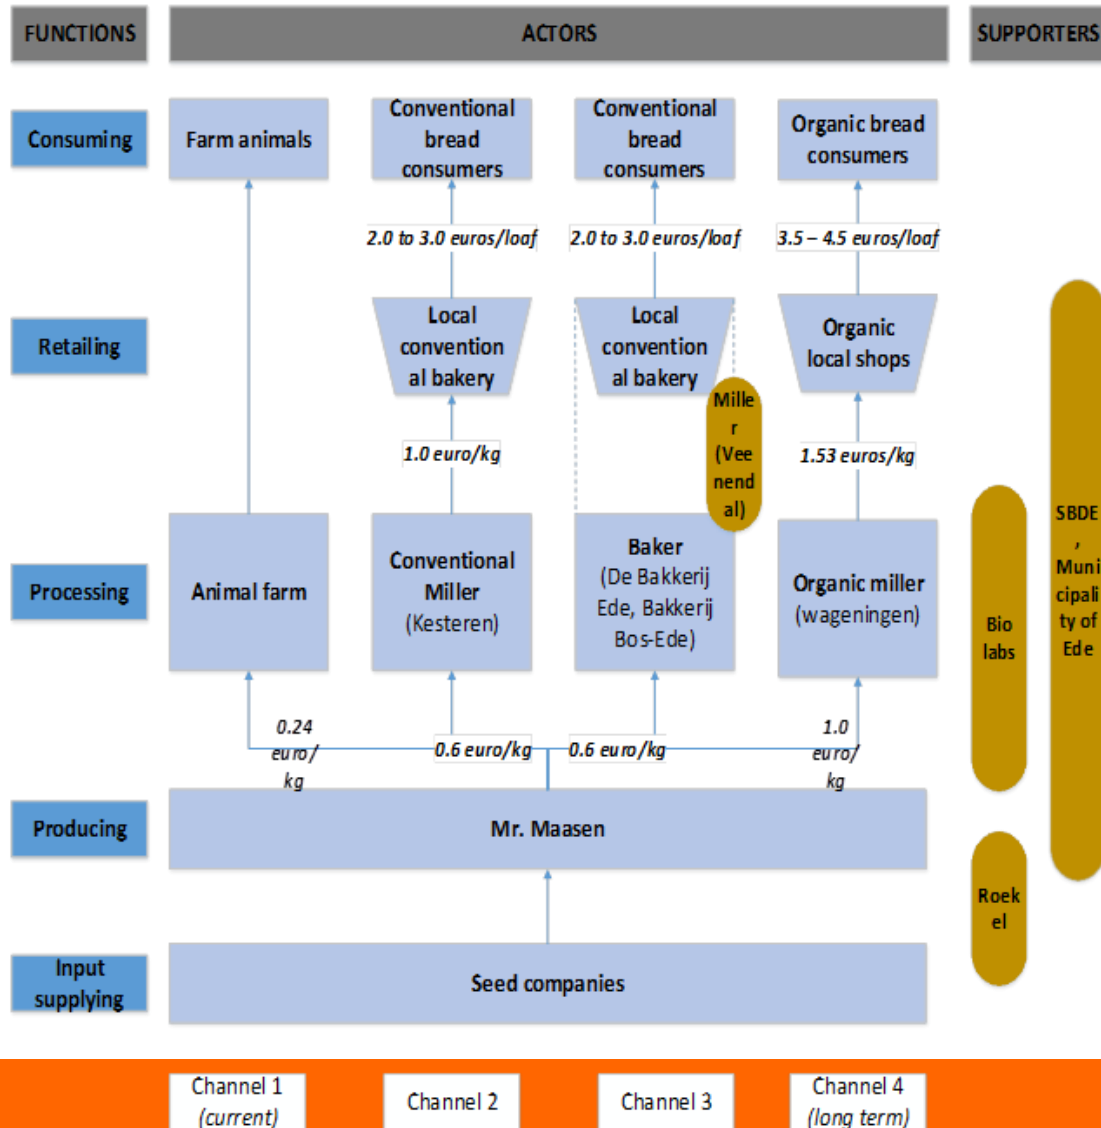 FUNCTIONS
ACTORS
SUPPORTERS
Consuming
Farm animals
Conventional
bread
consumers
Conventional
bread
consumers
Organic bread
consumers
2.0 to 3.0 euros/loaf
2.0 to 3.0 euros/loaf
3.5 – 4.5 euros/loaf
Retailing
Local
convention
al bakery
Local
convention
al bakery
Organic
local shops
Mille
r
(Vee
nend
al)
1.0 euro/kg
1.53 euros/kg
Processing
Animal farm
Conventional
Miller
(Kesteren)
Baker
(De Bakkerij
Ede, Bakkerij
Bos-Ede)
Organic miller
(wageningen)
Bio
labs
SBDE
,
Muni
cipali
ty of
Ede
0.24
euro/
kg
0.6 euro/kg
0.6 euro/kg
1.0
euro/
kg
Producing
Mr. Maasen
Roek
el
Input
supplying
Seed companies
Channel 1
(current)
Channel 2
Channel 3
Channel 4
(long term)